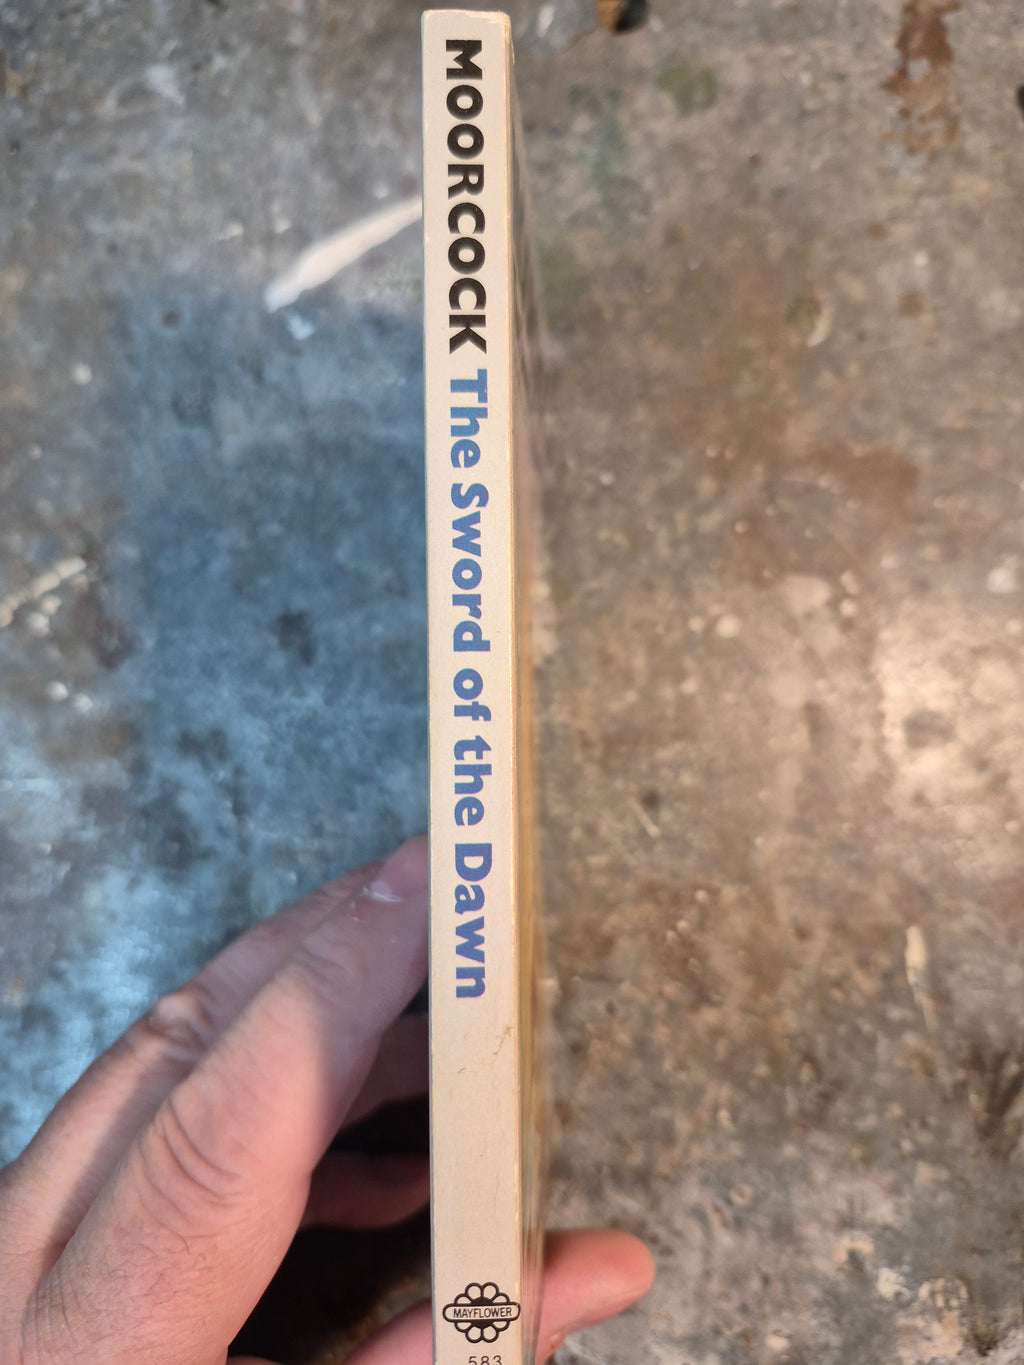 MOORCOCK The Sword of the Dawn
MAYFLOWER
583